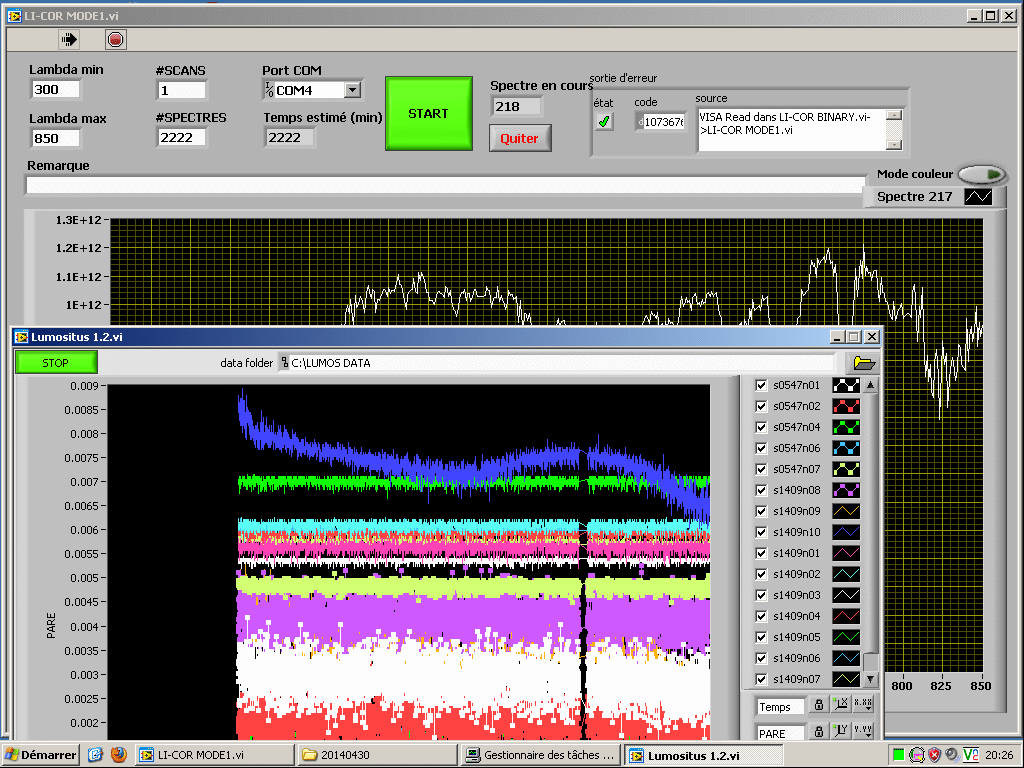 LI-COR MODE1.vi
Lambda min
300
#SCANS
1
Port COM
COM4
START
Spectre en cours
218
sortie d'erreur
état
code
source
1073676
VISA Read dans LI-COR BINARY.vi-
>LI-COR MODE1.vi
Lambda max
850
#SPECTRES
2222
Temps estimé (min)
2222
Quiter
Remarque
Mode couleur
Spectre 217
1.3E+12
1.2E+12
1.1E+12
1E+12
800 825 850
Lumositus 1.2.vi
STOP
data folder
C:\LUMOS DATA
0.009
0.0085
0.008
0.0075
0.007
0.0065
0.006
0.0055
0.005
0.0045
0.004
0.0035
0.003
0.0025
0.002
PARE
s0547n01
s0547n02
s0547n04
s0547n06
s0547n07
s1409n08
s1409n09
s1409n10
s1409n01
s1409n02
s1409n03
s1409n04
s1409n05
s1409n06
s1409n07
Temps
X X.XX
PARE
Y Y.YY
Démarrer
LI-COR MODE1.vi
20140430
Gestionnaire des tâches ...
Lumositus 1.2.vi
20:26